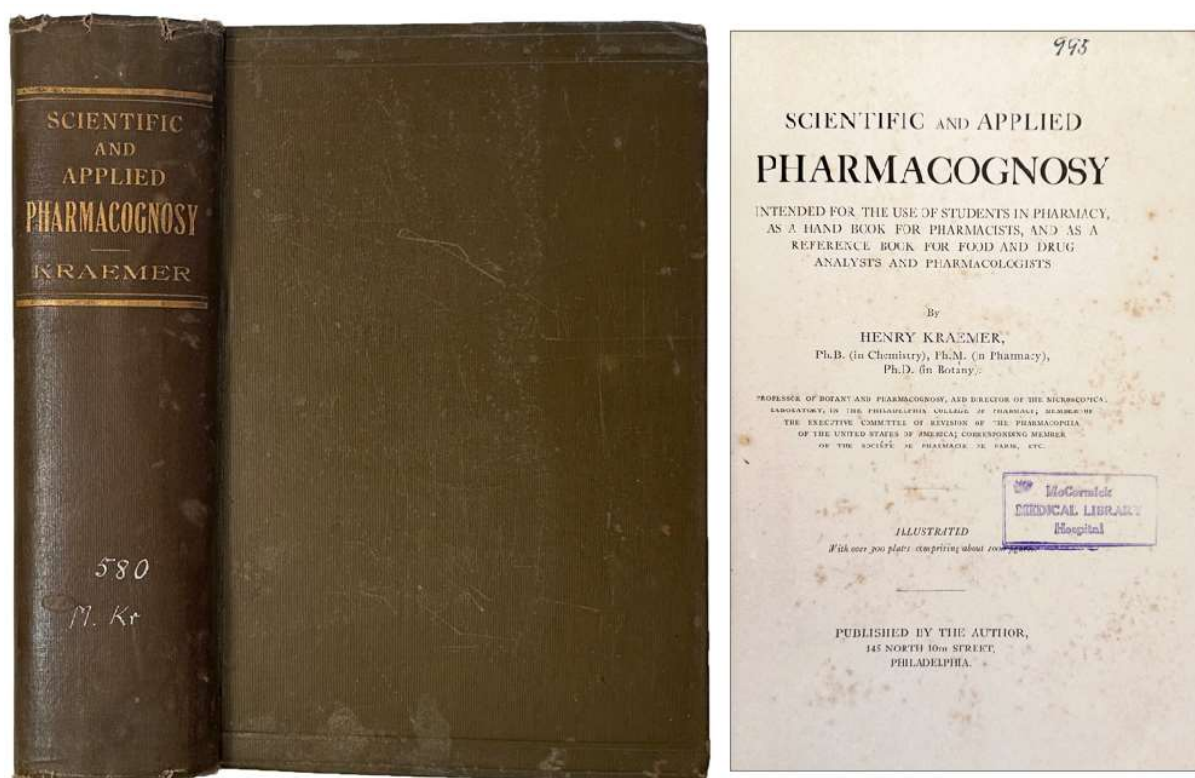 SCIENTIFIC
AND
APPLIED
PHARMACOGNOSY
KRAEMER
580
M. Kr
995
SCIENTIFIC AND APPLIED
PHARMACOGNOSY
INTENDED FOR THE USE OF STUDENTS IN PHARMACY,
AS A HAND BOOK FOR PHARMACISTS, AND AS A
REFERENCE BOOK FOR FOOD AND DRUG
ANALYSTS AND PHARMACOLOGISTS
By
HENRY KRAEMER,
Ph.B. (in Chemistry), Ph.M. (in Pharmacy),
Ph.D. (in Botany).
PROFESSOR OF BOTANY AND PHARMACOGNOSY, AND DIRECTOR OF THE MICROSCOPICAL
LABORATORY, IN THE PHILADELPHIA COLLEGE OF PHARMACY; MEMBER OF
THE EXECUTIVE COMMITTEE OF REVISION OF THE PHARMACOPŒIA
OF THE UNITED STATES OF AMERICA; CORRESPONDING MEMBER
OF THE SOCIÉTÉ DE PHARMACIE DE PARIS, ETC.
McCormick
MEDICAL LIBRARY
Hospital
ILLUSTRATED
With over 300 plates comprising about 1000 figures.
PUBLISHED BY THE AUTHOR,
145 NORTH 10TH STREET,
PHILADELPHIA.